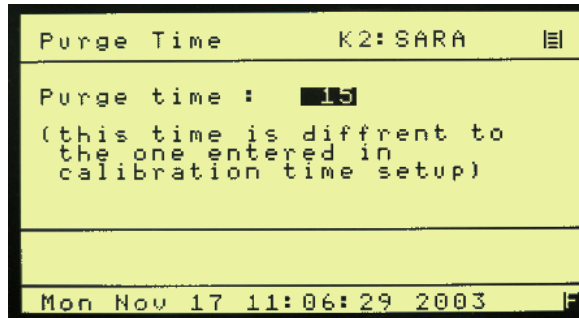 Purge Time K2:SARA
Purge time : 15
(this time is diffrent to
the one entered in
calibration time setup)
Mon Nov 17 11:06:29 2003